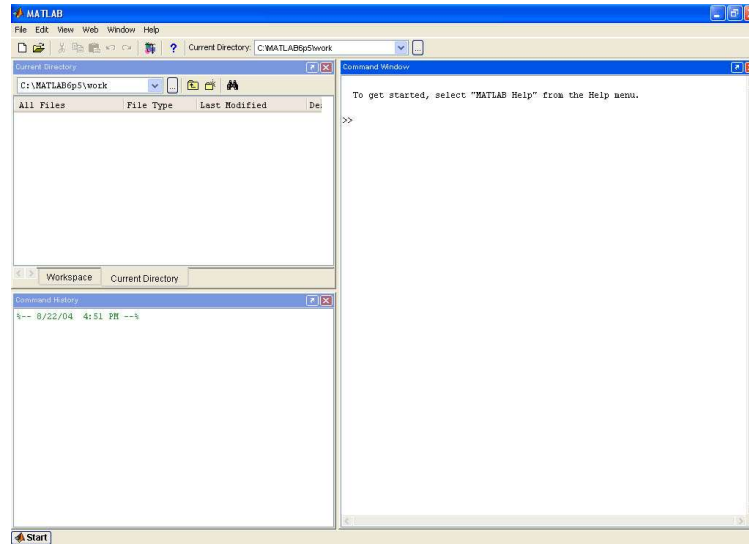 MATLAB
File Edit View Web Window Help
? Current Directory: C:\MATLAB6p5\work ...
Current Directory
C:\MATLAB6p5\work ...
All Files File Type Last Modified De
Workspace Current Directory
Command History
%-- 8/22/04 4:51 PM --%
Command Window
To get started, select "MATLAB Help" from the Help menu.
>>
Start